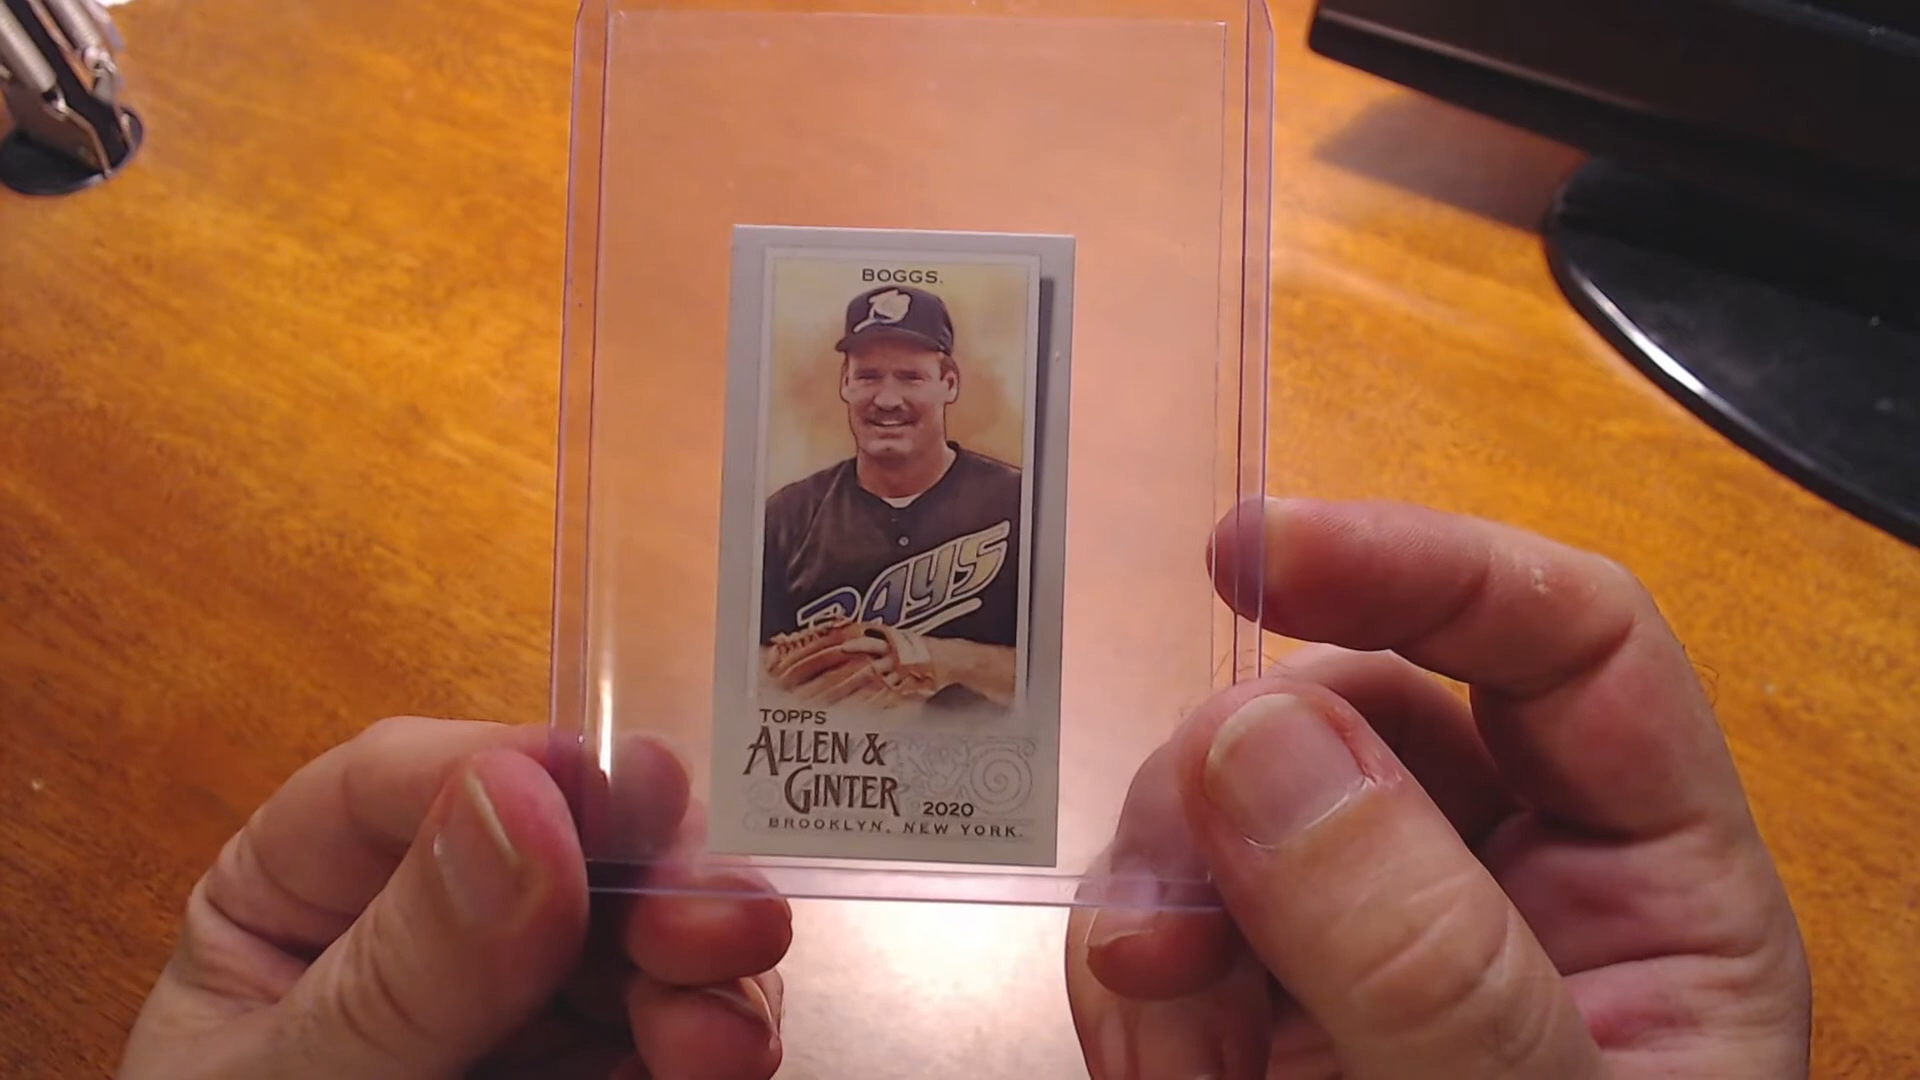 BOGGS.
RAYS
TOPPS
ALLEN &
GINTER
2020
BROOKLYN, NEW YORK.